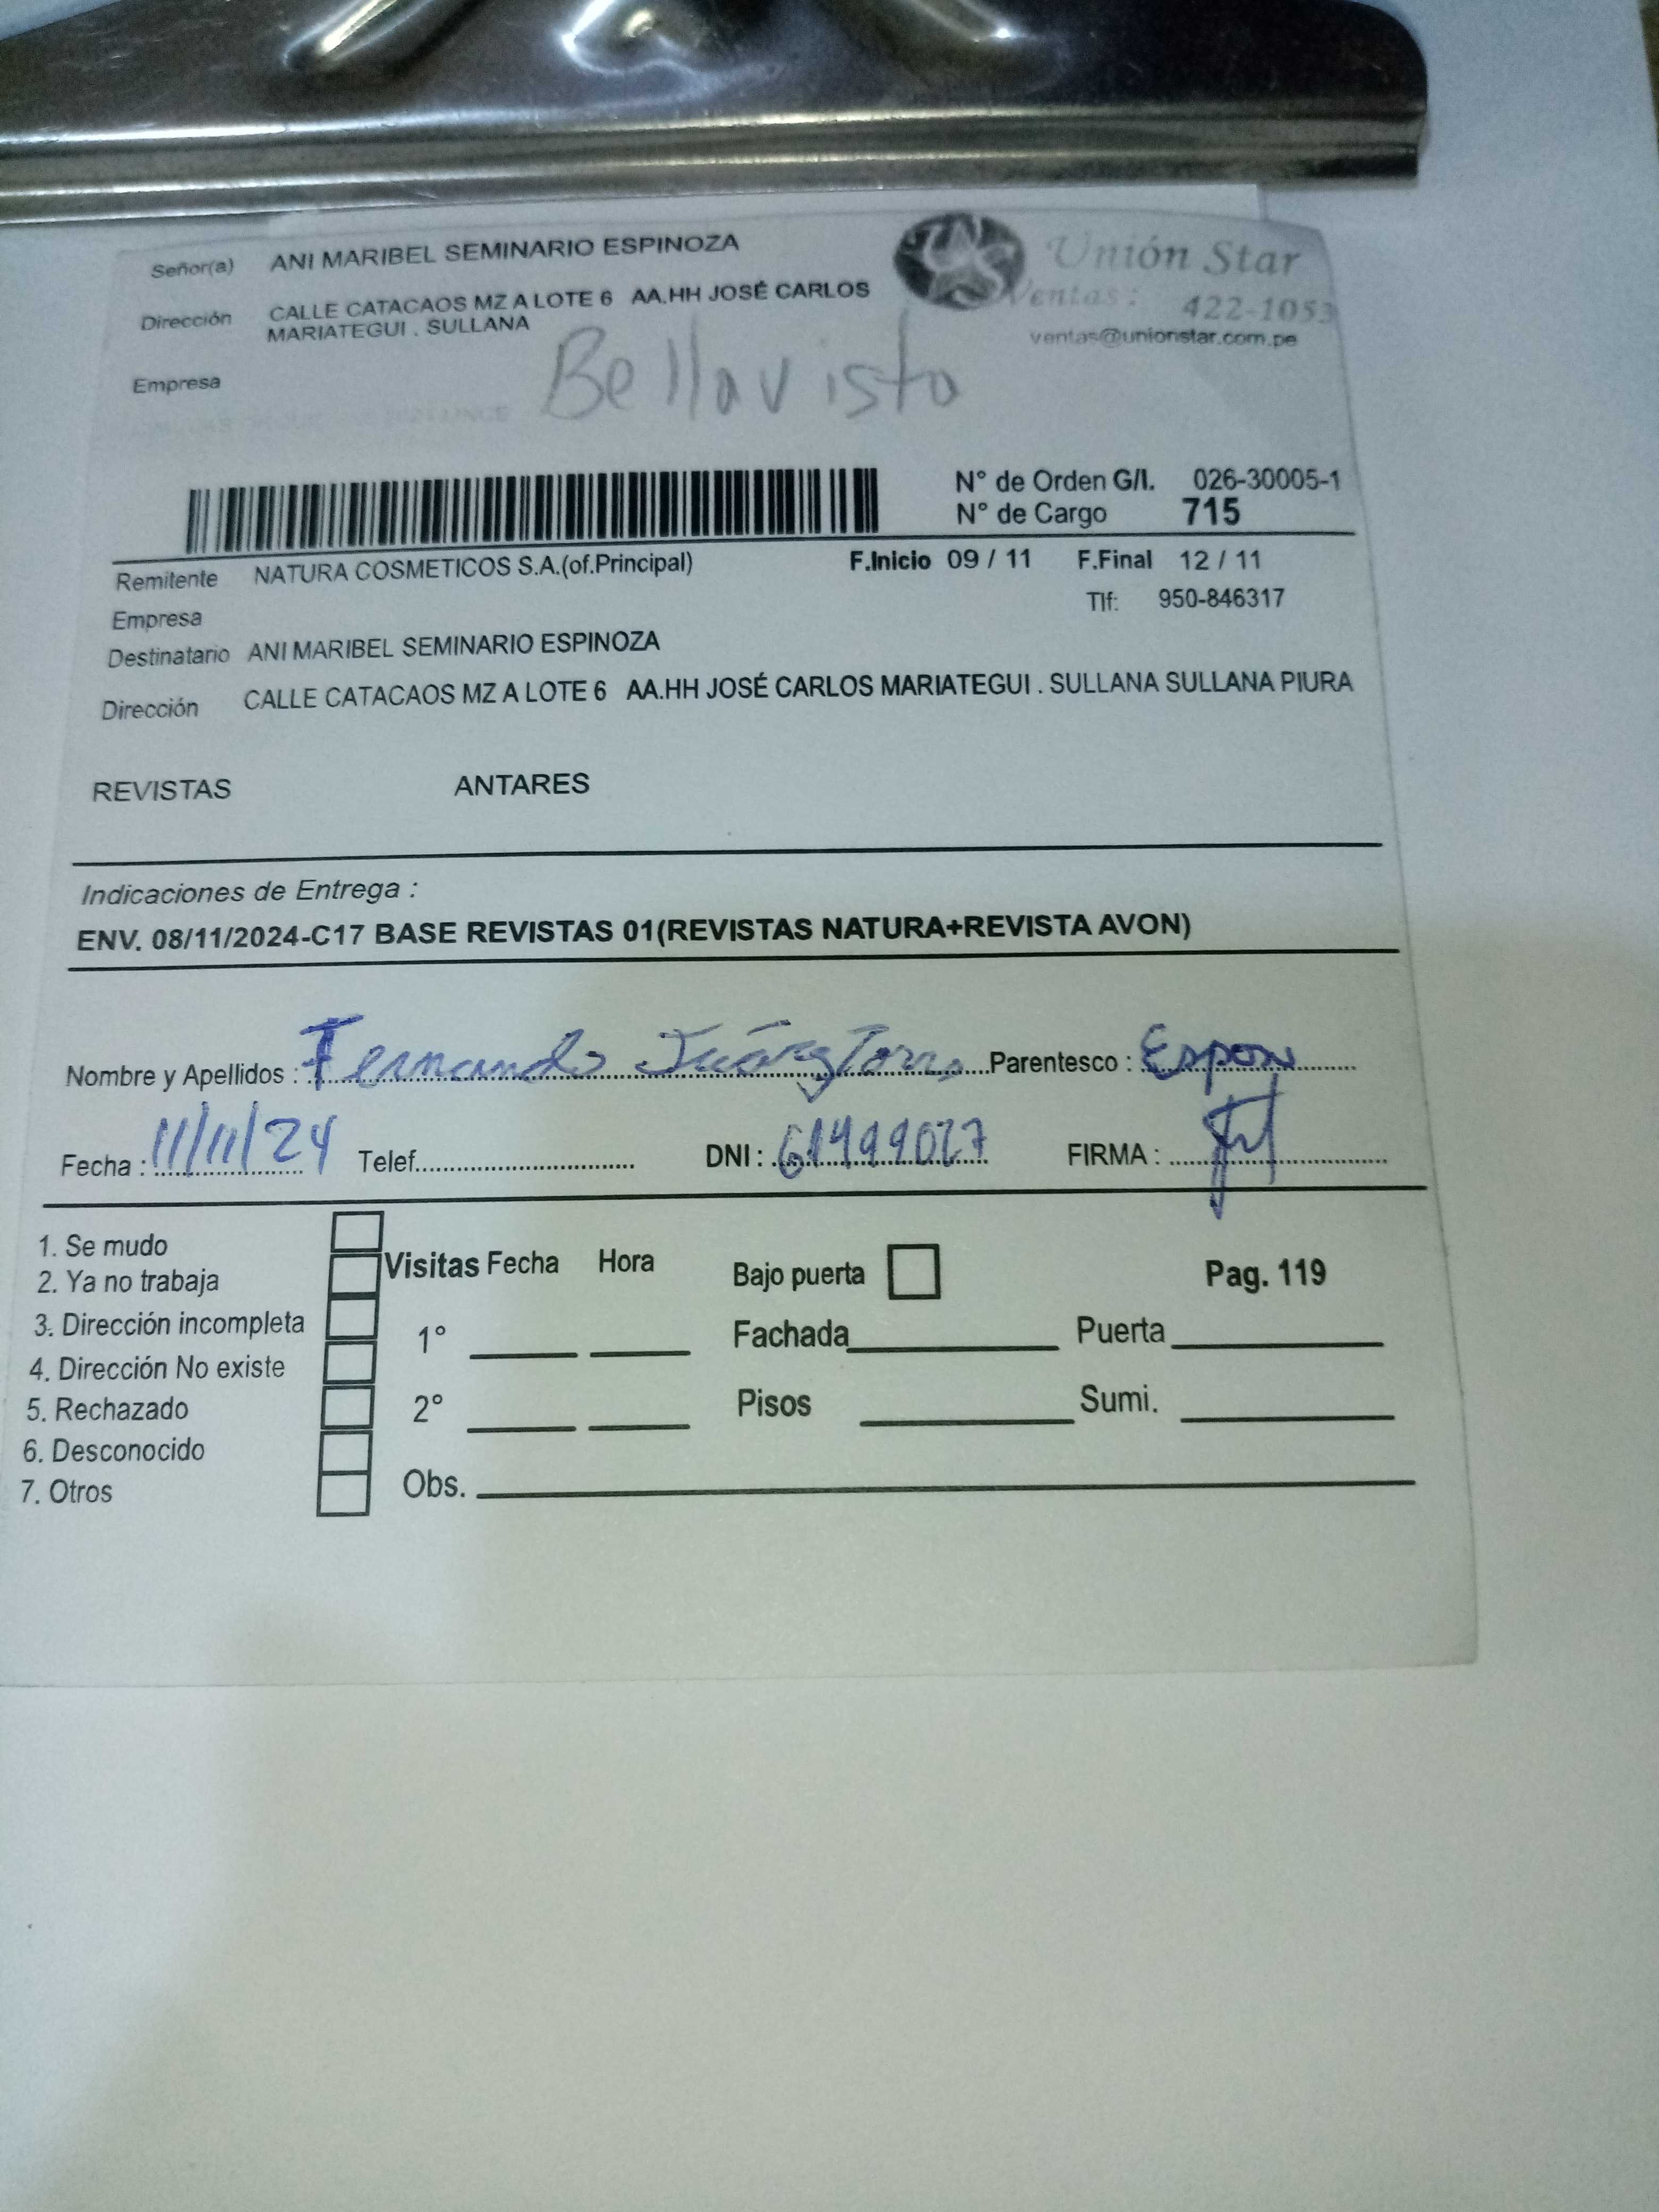 Señor(a) ANI MARIBEL SEMINARIO ESPINOZA
Unión Star
Dirección CALLE CATACAOS MZ A LOTE 6 AA.HH JOSÉ CARLOS
MARIATEGUI . SULLANA
Ventas: 422-1053
ventas@unionstar.com.pe
Empresa
Bellavista
N° de Orden G/I. 026-30005-1
N° de Cargo 715
Remitente NATURA COSMETICOS S.A.(of.Principal) F.Inicio 09 / 11 F.Final 12 / 11
Empresa Tlf: 950-846317
Destinatario ANI MARIBEL SEMINARIO ESPINOZA
Dirección CALLE CATACAOS MZ A LOTE 6 AA.HH JOSÉ CARLOS MARIATEGUI . SULLANA SULLANA PIURA
REVISTAS ANTARES
Indicaciones de Entrega :
ENV. 08/11/2024-C17 BASE REVISTAS 01(REVISTAS NATURA+REVISTA AVON)
Nombre y Apellidos : Fernando Parentesco :
Fecha : 11/11/24 Telef. DNI : 61499027 FIRMA :
1. Se mudo
2. Ya no trabaja
3. Dirección incompleta
4. Dirección No existe
5. Rechazado
6. Desconocido
7. Otros
Visitas Fecha Hora
1°
2°
Obs.
Bajo puerta Pag. 119
Fachada Puerta
Pisos Sumi.